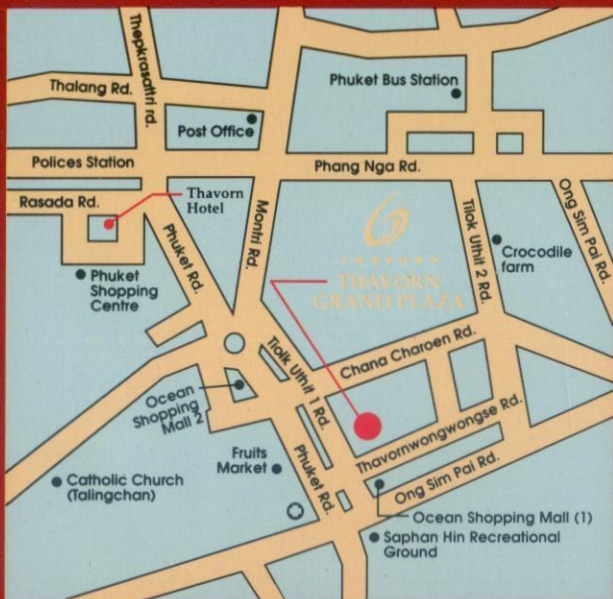 Thepkrasattri rd.
Thalang Rd.
Phuket Bus Station
Post Office
Polices Station
Phang Nga Rd.
Rasada Rd.
Thavorn
Hotel
Phuket Rd.
Montri Rd.
Tilok Uthit 2 Rd.
Ong Sim Pai Rd.
Crocodile
farm
THAVORN
GRAND PLAZA
Phuket
Shopping
Centre
Tiolk Uthit 1 Rd.
Chana Charoen Rd.
Ocean
Shopping
Mall 2
Fruits
Market
Phuket Rd.
Thavornwongwongse Rd.
Ong Sim Pai Rd.
Catholic Church
(Talingchan)
Ocean Shopping Mall (1)
Saphan Hin Recreational
Ground